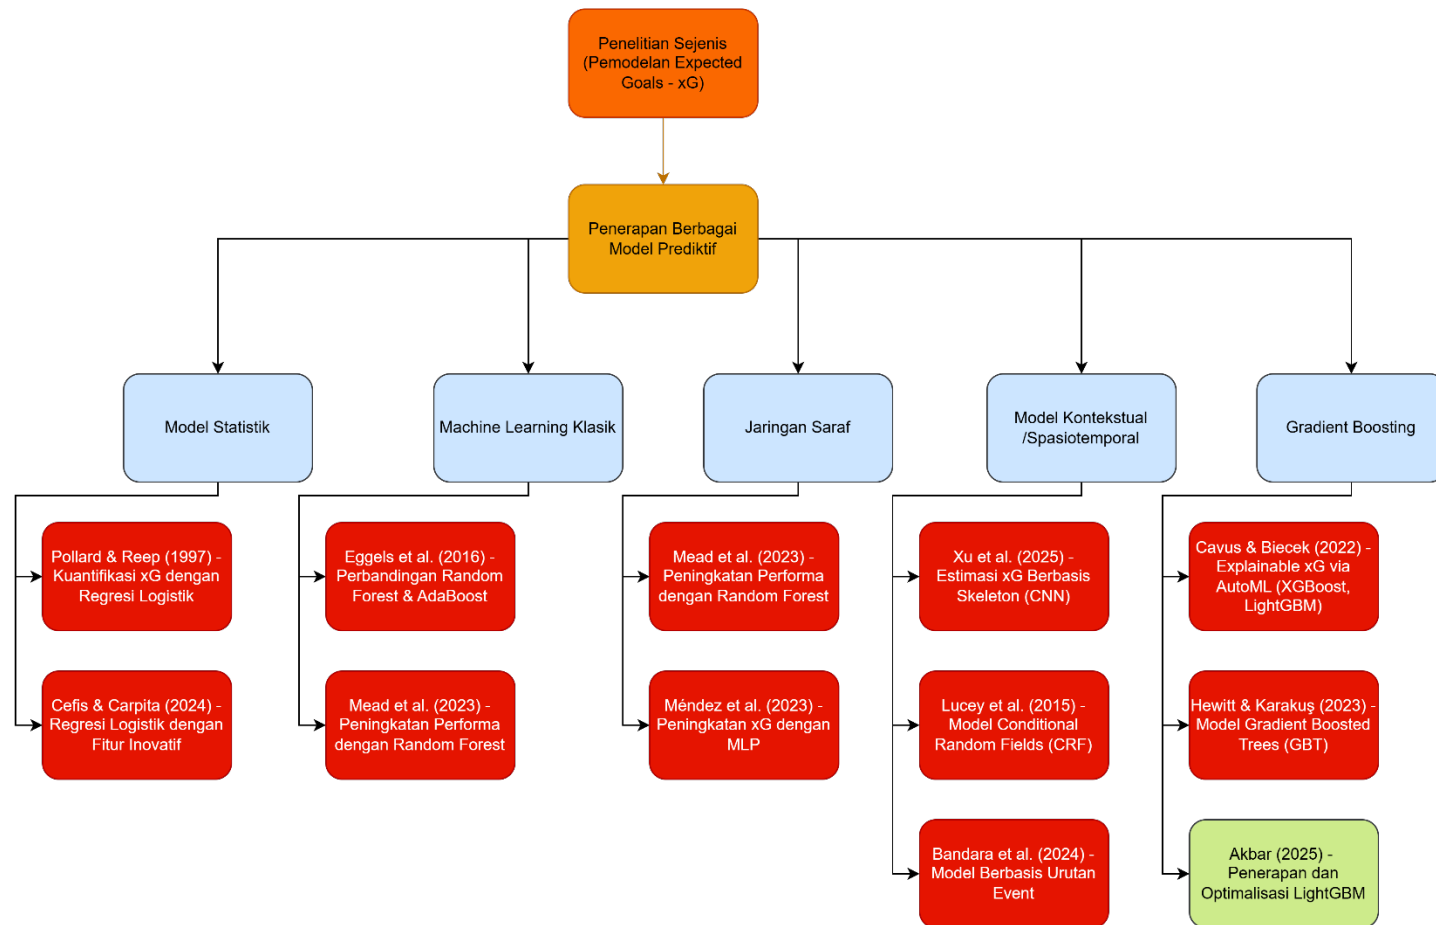 Penelitian Sejenis
(Pemodelan Expected
Goals - xG)
Penerapan Berbagai
Model Prediktif
Model Statistik
Machine Learning Klasik
Jaringan Saraf
Model Kontekstual
/Spasiotemporal
Gradient Boosting
Pollard & Reep (1997) -
Kuantifikasi xG dengan
Regresi Logistik
Eggels et al. (2016) -
Perbandingan Random
Forest & AdaBoost
Mead et al. (2023) -
Peningkatan Performa
dengan Random Forest
Xu et al. (2025) -
Estimasi xG Berbasis
Skeleton (CNN)
Cavus & Biecek (2022) -
Explainable xG via
AutoML (XGBoost,
LightGBM)
Cefis & Carpita (2024) -
Regresi Logistik dengan
Fitur Inovatif
Mead et al. (2023) -
Peningkatan Performa
dengan Random Forest
Méndez et al. (2023) -
Peningkatan xG dengan
MLP
Lucey et al. (2015) -
Model Conditional
Random Fields (CRF)
Hewitt & Karakuş (2023) -
Model Gradient Boosted
Trees (GBT)
Bandara et al. (2024) -
Model Berbasis Urutan
Event
Akbar (2025) -
Penerapan dan
Optimalisasi LightGBM